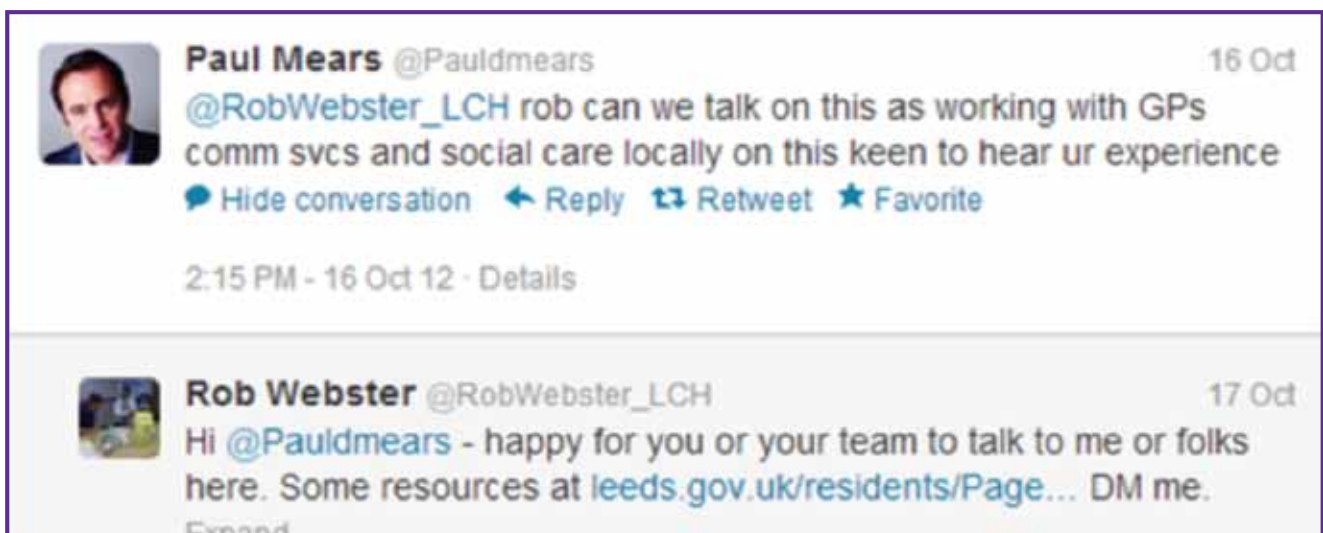 Paul Mears @Pauldmears 16 Oct
@RobWebster_LCH rob can we talk on this as working with GPs
comm svcs and social care locally on this keen to hear ur experience
Hide conversation Reply Retweet Favorite
2:15 PM - 16 Oct 12 · Details
Rob Webster @RobWebster_LCH 17 Oct
Hi @Pauldmears - happy for you or your team to talk to me or folks
here. Some resources at leeds.gov.uk/residents/Page... DM me.
Expand